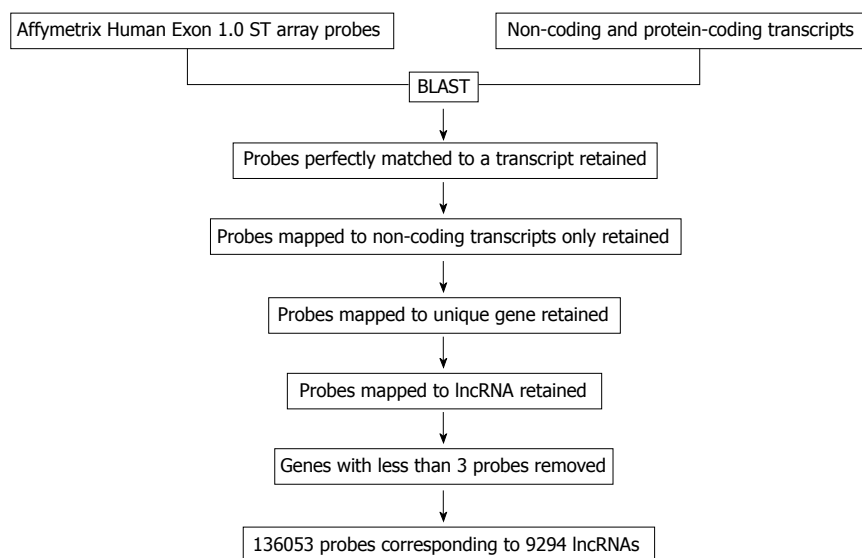 Affymetrix Human Exon 1.0 ST array probes
Non-coding and protein-coding transcripts
BLAST
Probes perfectly matched to a transcript retained
Probes mapped to non-coding transcripts only retained
Probes mapped to unique gene retained
Probes mapped to lncRNA retained
Genes with less than 3 probes removed
136053 probes corresponding to 9294 lncRNAs